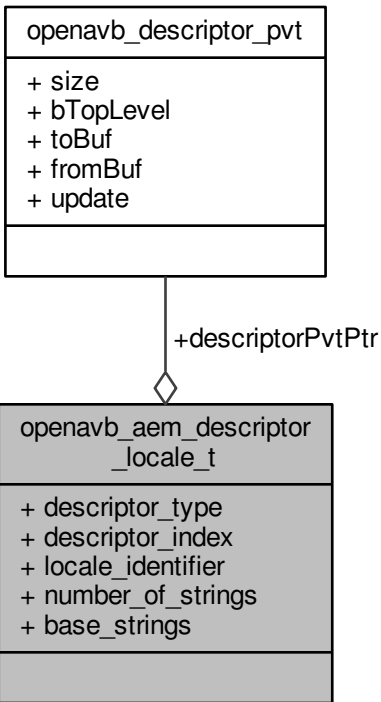 openavb_descriptor_pvt
+ size
+ bTopLevel
+ toBuf
+ fromBuf
+ update
+descriptorPvtPtr
openavb_aem_descriptor
_locale_t
+ descriptor_type
+ descriptor_index
+ locale_identifier
+ number_of_strings
+ base_strings